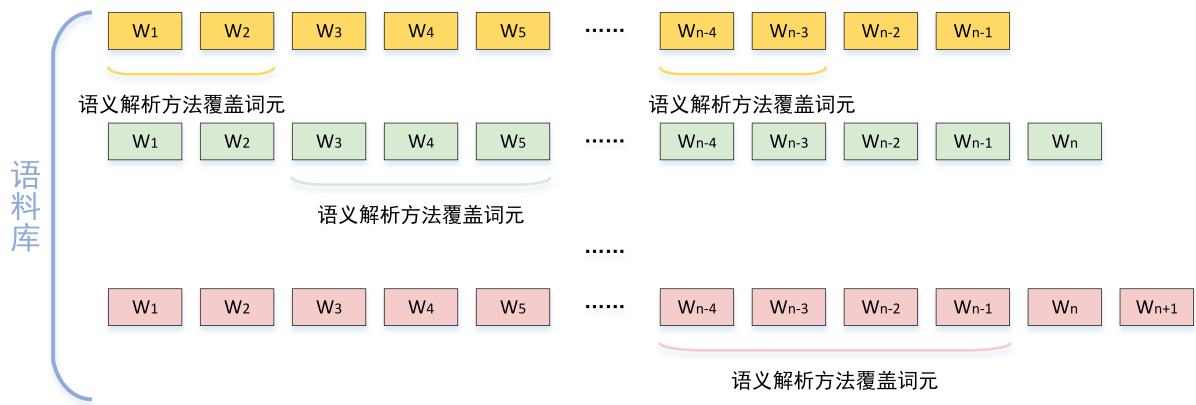 语料库
W1 W2 W3 W4 W5 ······ Wn-4 Wn-3 Wn-2 Wn-1
语义解析方法覆盖词元 语义解析方法覆盖词元
W1 W2 W3 W4 W5 ······ Wn-4 Wn-3 Wn-2 Wn-1 Wn
语义解析方法覆盖词元
······
W1 W2 W3 W4 W5 ······ Wn-4 Wn-3 Wn-2 Wn-1 Wn Wn+1
语义解析方法覆盖词元